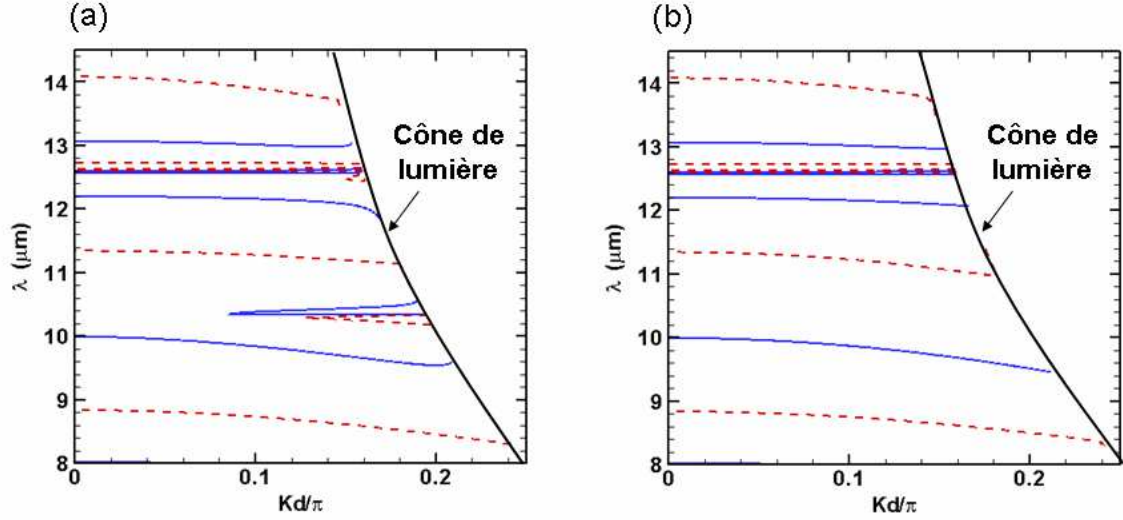 (a)
14
13
12
11
10
9
8
λ (μm)
0
0.1
0.2
Kd/π
Cône de
lumière
(b)
14
13
12
11
10
9
8
λ (μm)
0
0.1
0.2
Kd/π
Cône de
lumière